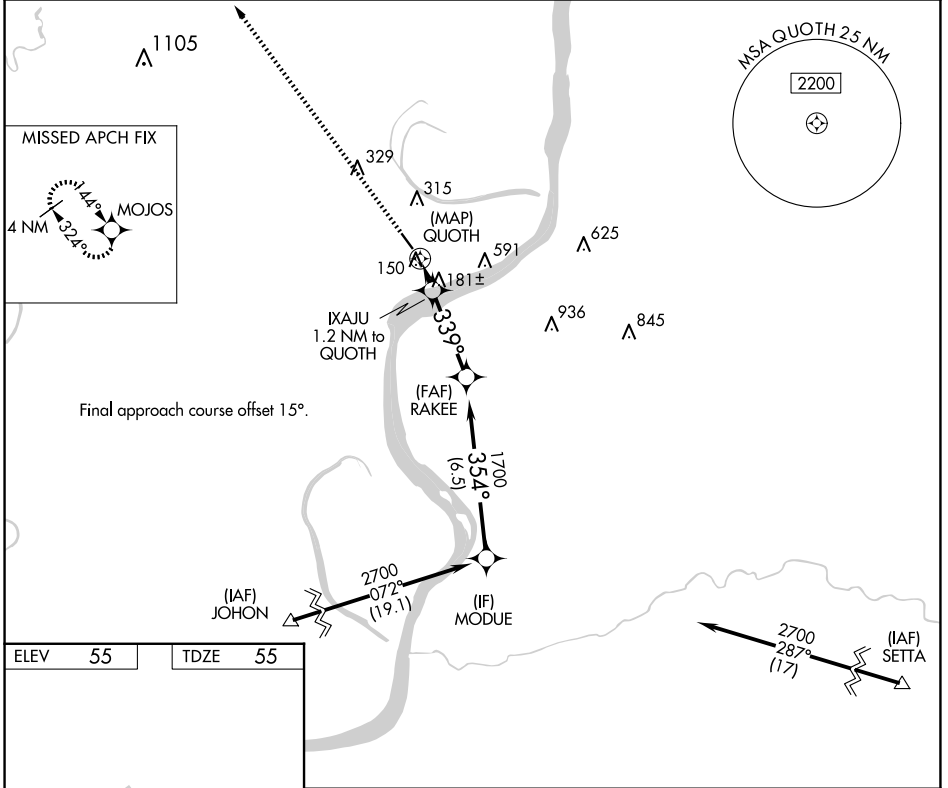 1105
MSA QUOTH 25 NM
2200
MISSED APCH FIX
144°
MOJOS
4 NM
324°
329
315
(MAP)
QUOTH
625
591
150
181±
IXAJU
1.2 NM to
QUOTH
339°
936
845
(FAF)
RAKEE
Final approach course offset 15°.
1700
354°
(6.5)
2700
072°
(19.1)
(IAF)
JOHON
(IF)
MODUE
2700
287°
(17)
(IAF)
SETTA
ELEV 55
TDZE 55